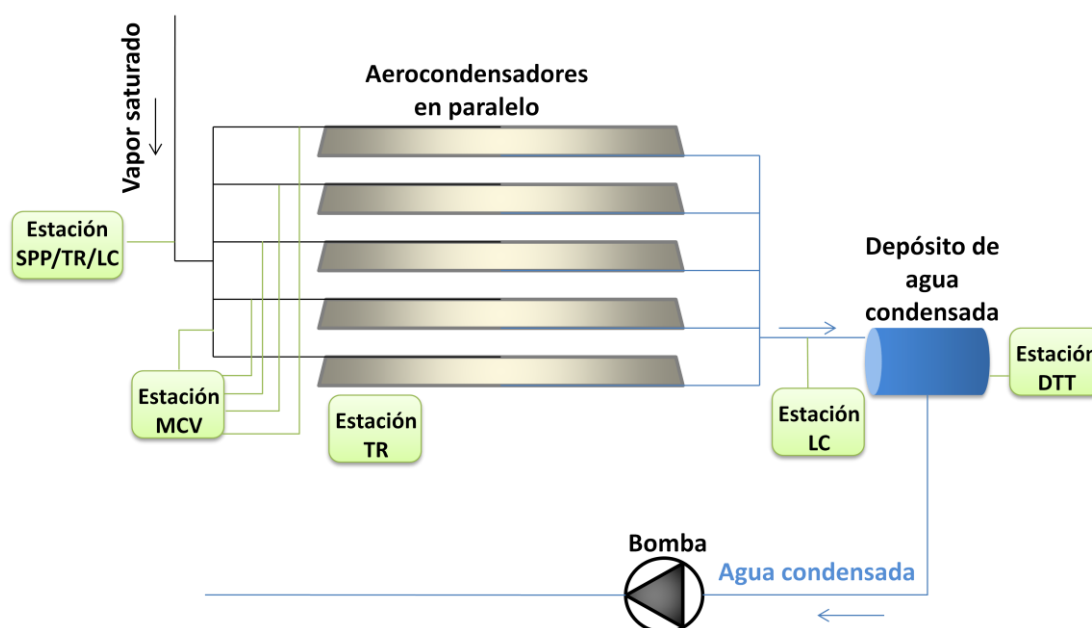 Vapor saturado
Aerocondensadores
en paralelo
Estación
SPP/TR/LC
Depósito de
agua
condensada
Estación
DTT
Estación
MCV
Estación
TR
Estación
LC
Bomba
Agua condensada